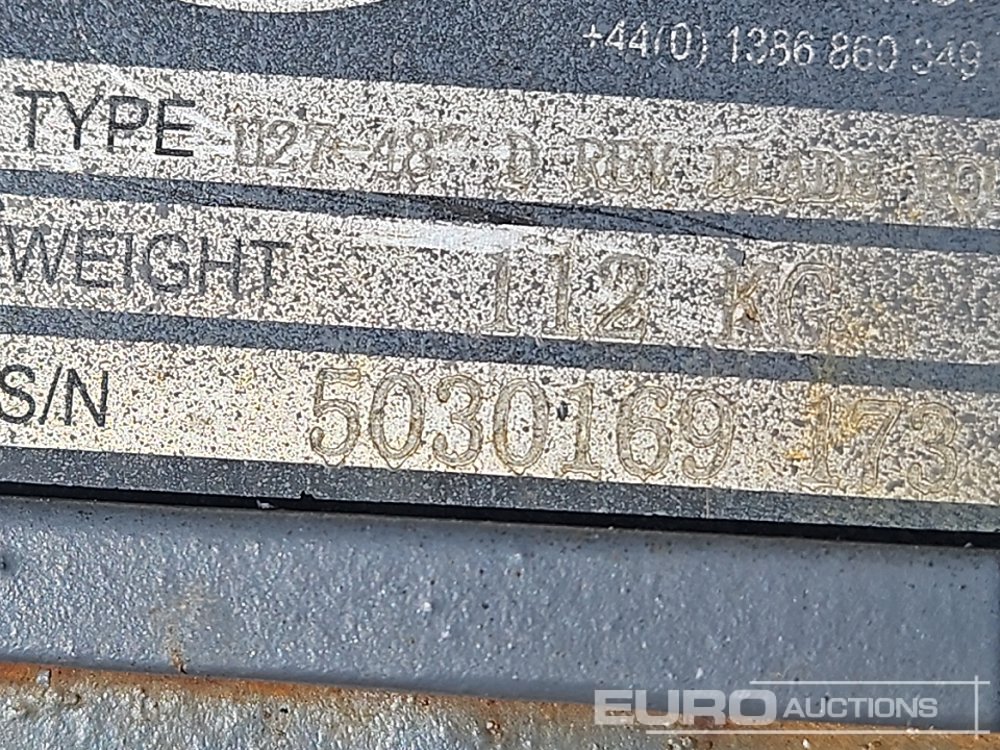 +44(0) 1386 860 349
TYPE U27-48" D REV BLADE
WEIGHT 112 KG
S/N 5030169 173
EURO AUCTIONS